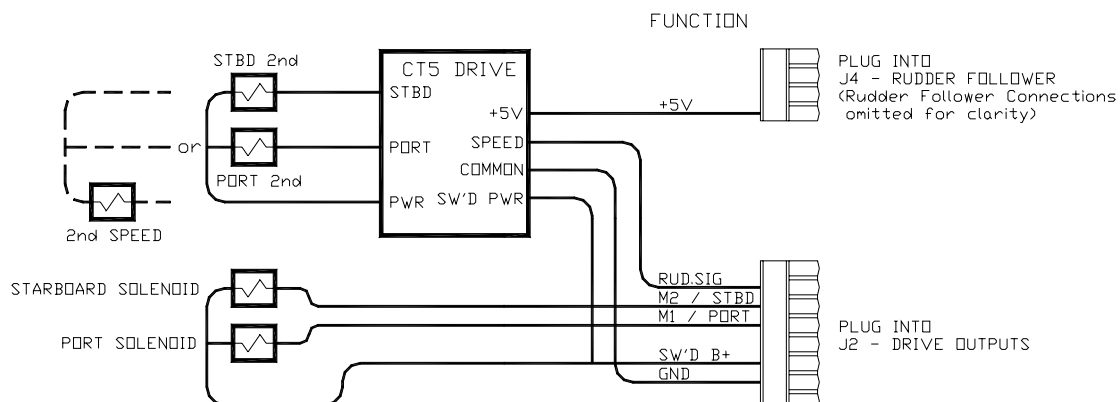 FUNCTION
STBD 2nd
CT5 DRIVE
PLUG INTO
J4 - RUDDER FOLLOWER
(Rudder Follower Connections
omitted for clarity)
STBD
+5V
+5V
or
PORT
SPEED
COMMON
PORT 2nd
PWR
SW'D PWR
2nd SPEED
STARBOARD SOLENOID
RUD.SIG
M2 / STBD
M1 / PORT
PORT SOLENOID
PLUG INTO
J2 - DRIVE OUTPUTS
SW'D B+
GND